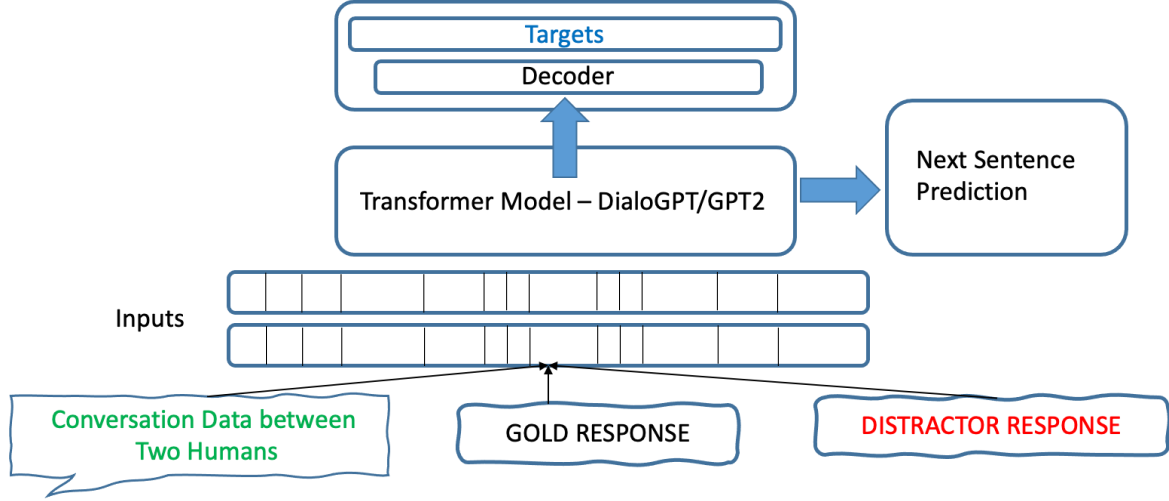 Targets
Decoder
Transformer Model – DialoGPT/GPT2
Next Sentence
Prediction
Inputs
Conversation Data between
Two Humans
GOLD RESPONSE
DISTRACTOR RESPONSE